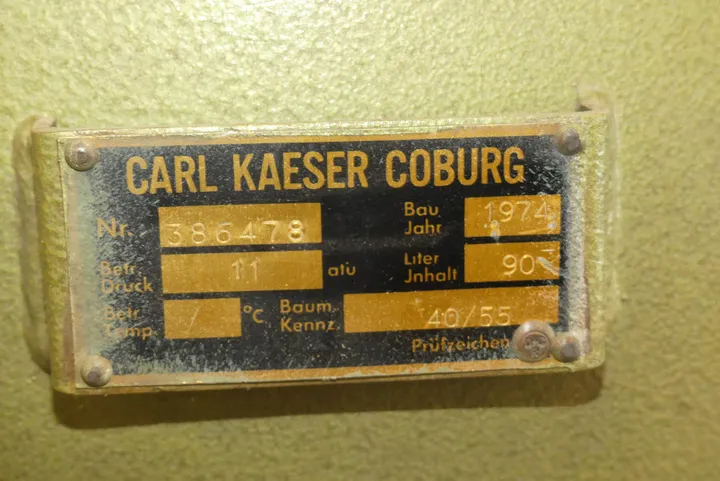 CARL KAESER COBURG
Nr. 386478 Bau Jahr 1974
Betr. Druck 11 atü Liter Jnhalt 90
Betr. Temp. / °C Baum. Kennz. 40/55
Prüfzeichen